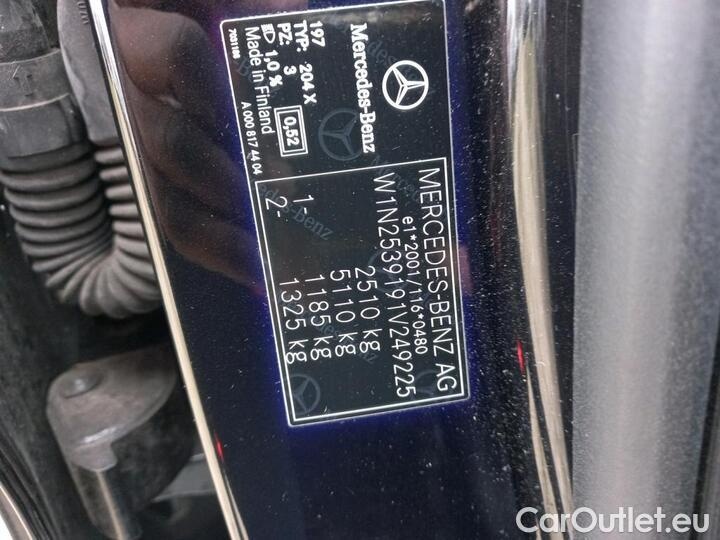 Mercedes-Benz
197
TYP: 204 X
PZ: 3
1,0 %
0,52
Made in Finland
7031186
A 000 817 44 04
MERCEDES-BENZ AG
e1*2001/116*0480
W1N2539191V249225
2510 kg
5110 kg
1- 1185 kg
2- 1325 kg
CarOutlet.eu